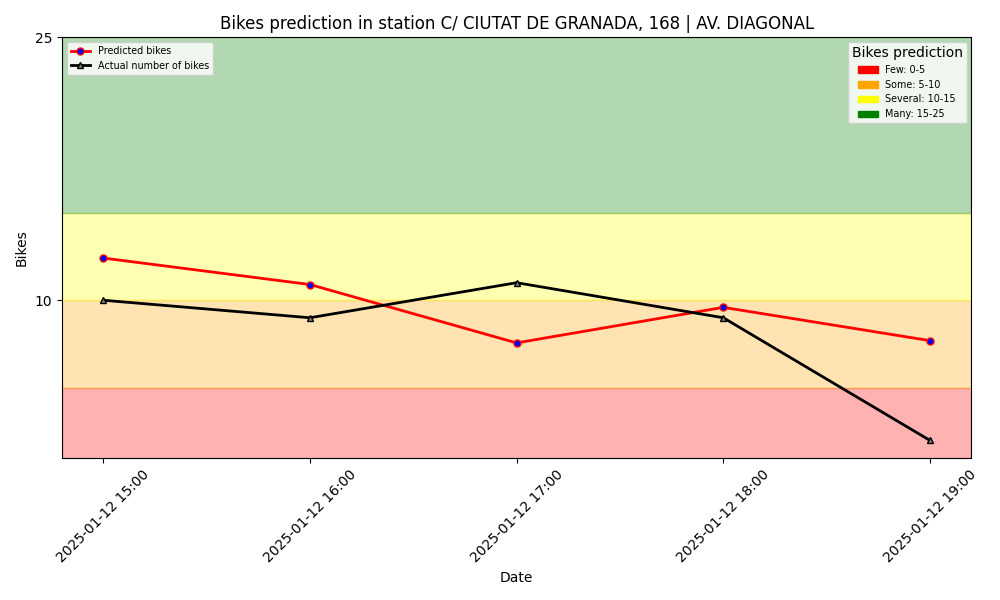 Bikes prediction in station C/ CIUTAT DE GRANADA, 168 | AV. DIAGONAL
25
10
Bikes
Predicted bikes
Actual number of bikes
Bikes prediction
Few: 0-5
Some: 5-10
Several: 10-15
Many: 15-25
2025-01-12 15:00
2025-01-12 16:00
2025-01-12 17:00
2025-01-12 18:00
2025-01-12 19:00
Date